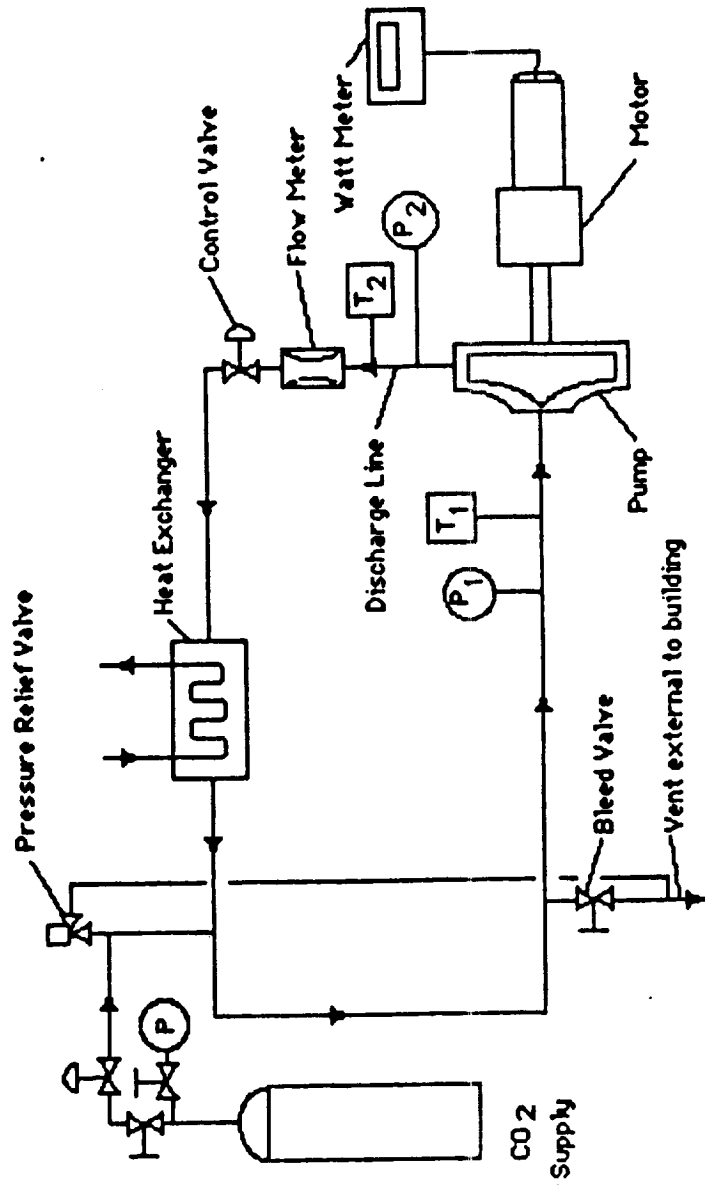 Pressure Relief Valve
Heat Exchanger
Control Valve
Flow Meter
Watt Meter
T2
P2
Discharge Line
Motor
Pump
T1
P1
Bleed Valve
Vent external to building
P
CO2
Supply